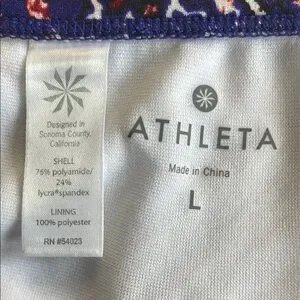 Designed in
Sonoma County,
California
SHELL
76% polyamide/
24%
lycra®spandex
LINING
100% polyester
RN #54023
ATHLETA
Made in China
L